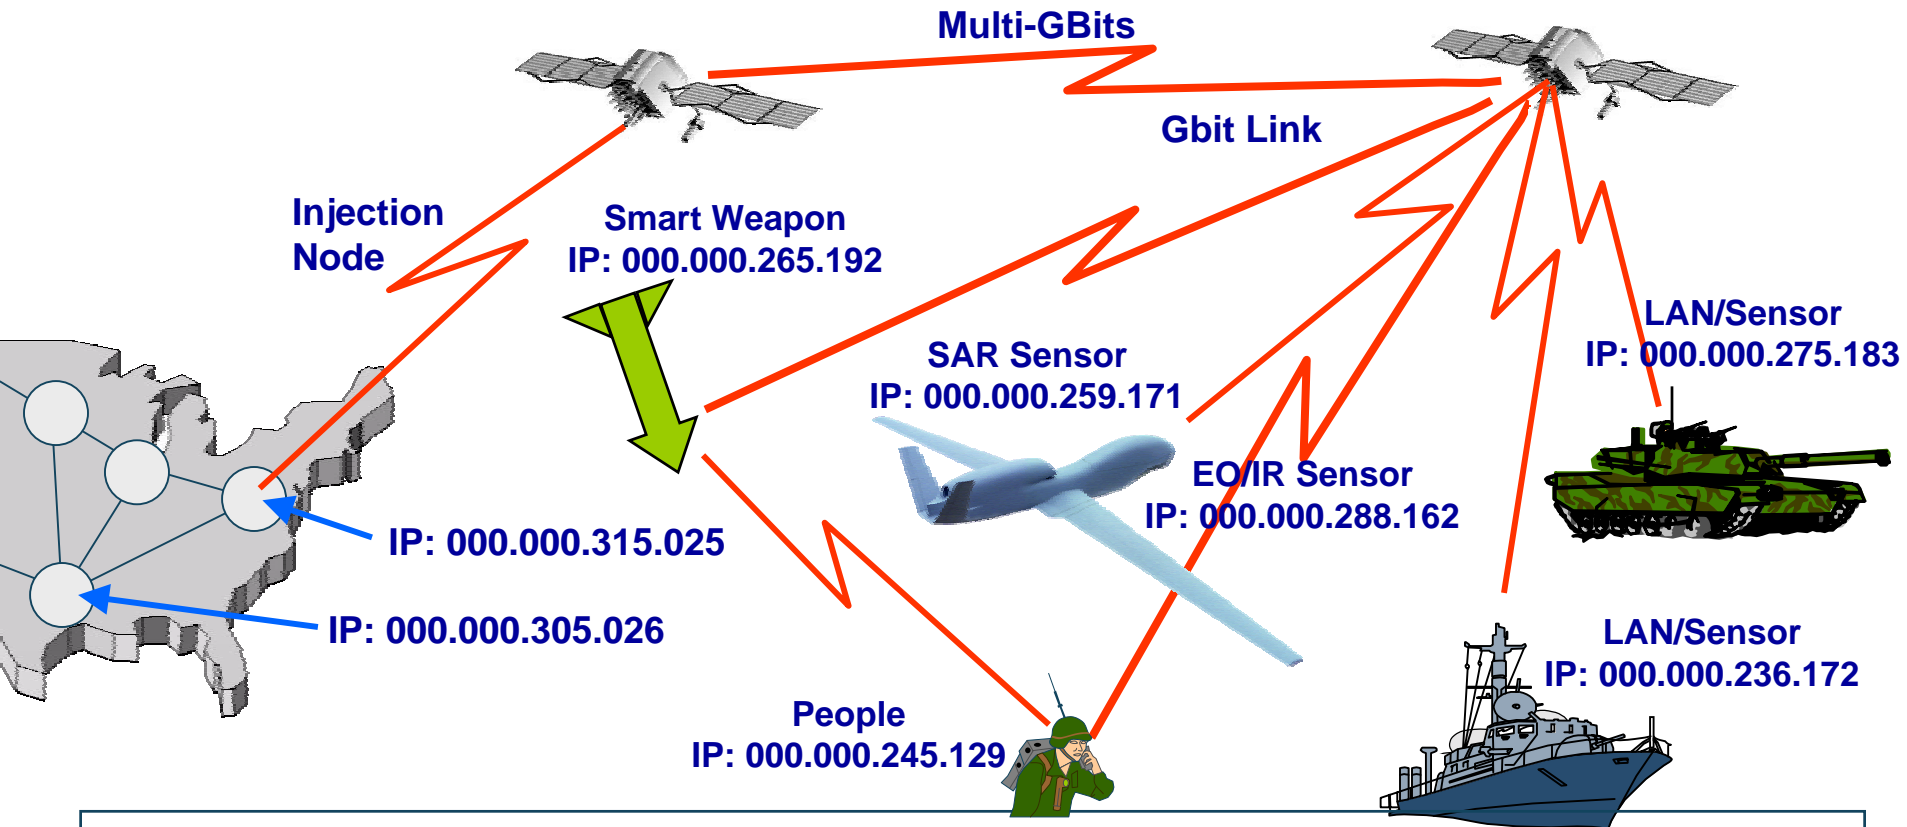 Multi-GBits
Gbit Link
Injection
Node
Smart Weapon
IP: 000.000.265.192
LAN/Sensor
IP: 000.000.275.183
SAR Sensor
IP: 000.000.259.171
EO/IR Sensor
IP: 000.000.288.162
IP: 000.000.315.025
IP: 000.000.305.026
LAN/Sensor
IP: 000.000.236.172
People
IP: 000.000.245.129